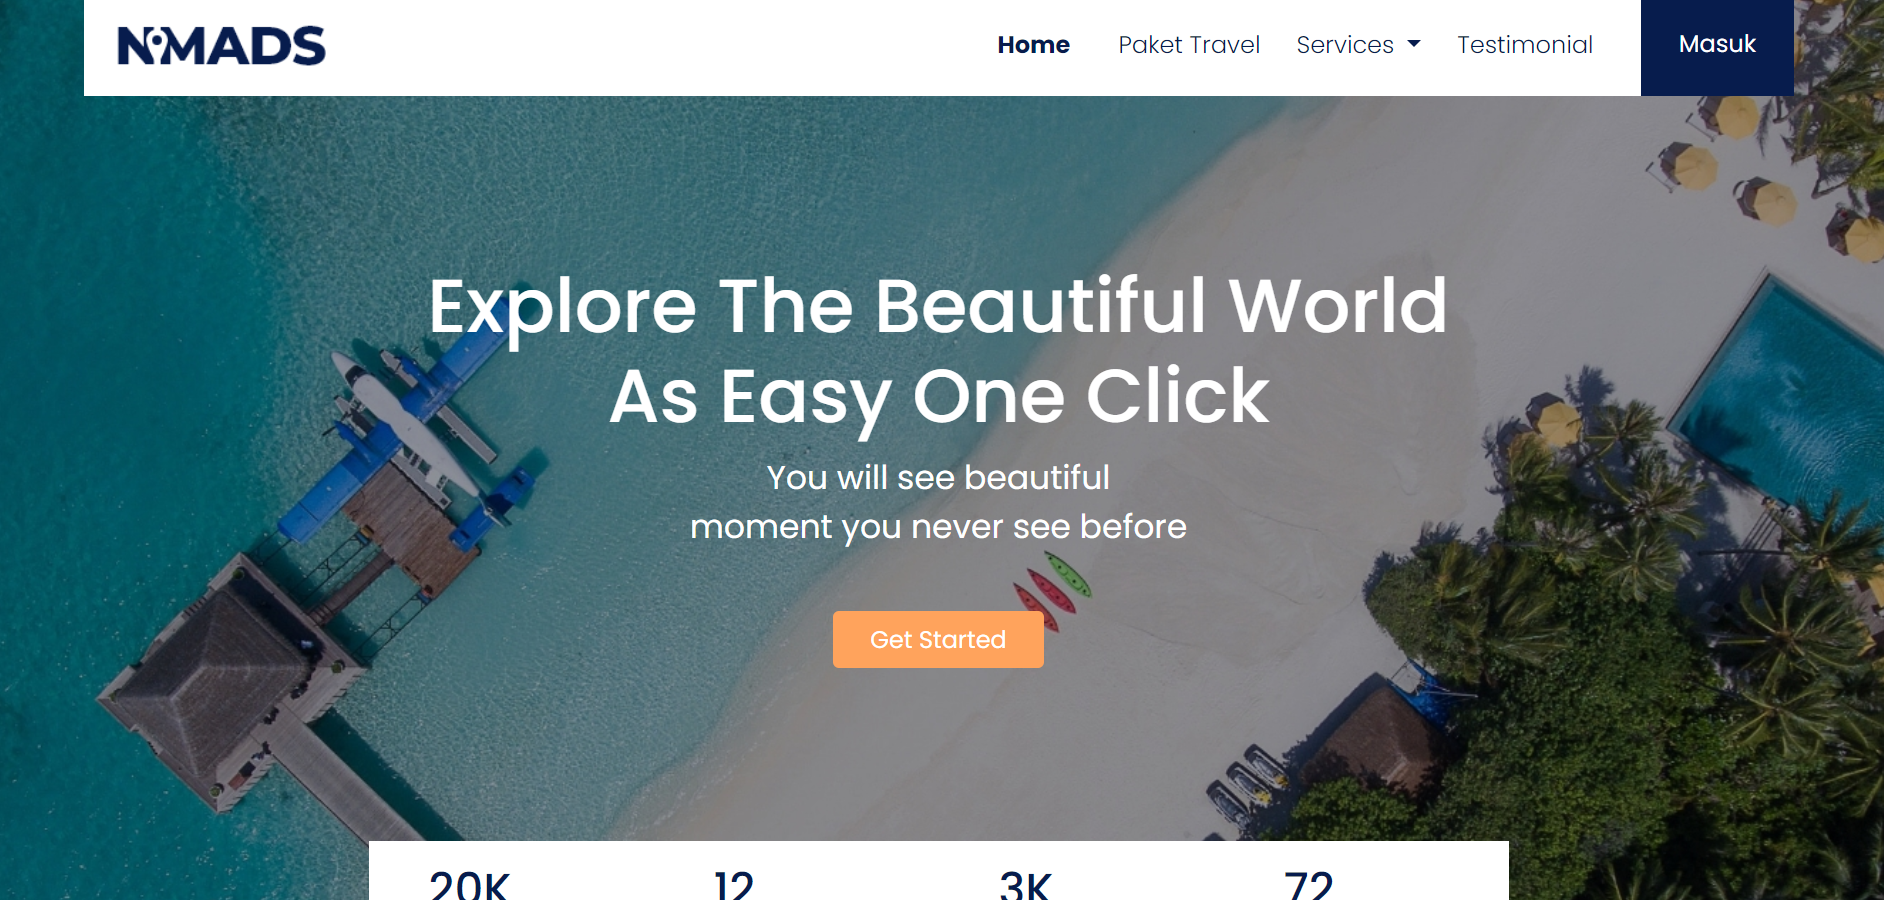 NOMADS
Home Paket Travel Services Testimonial Masuk
Explore The Beautiful World
As Easy One Click
You will see beautiful
moment you never see before
Get Started
20K 12 3K 72